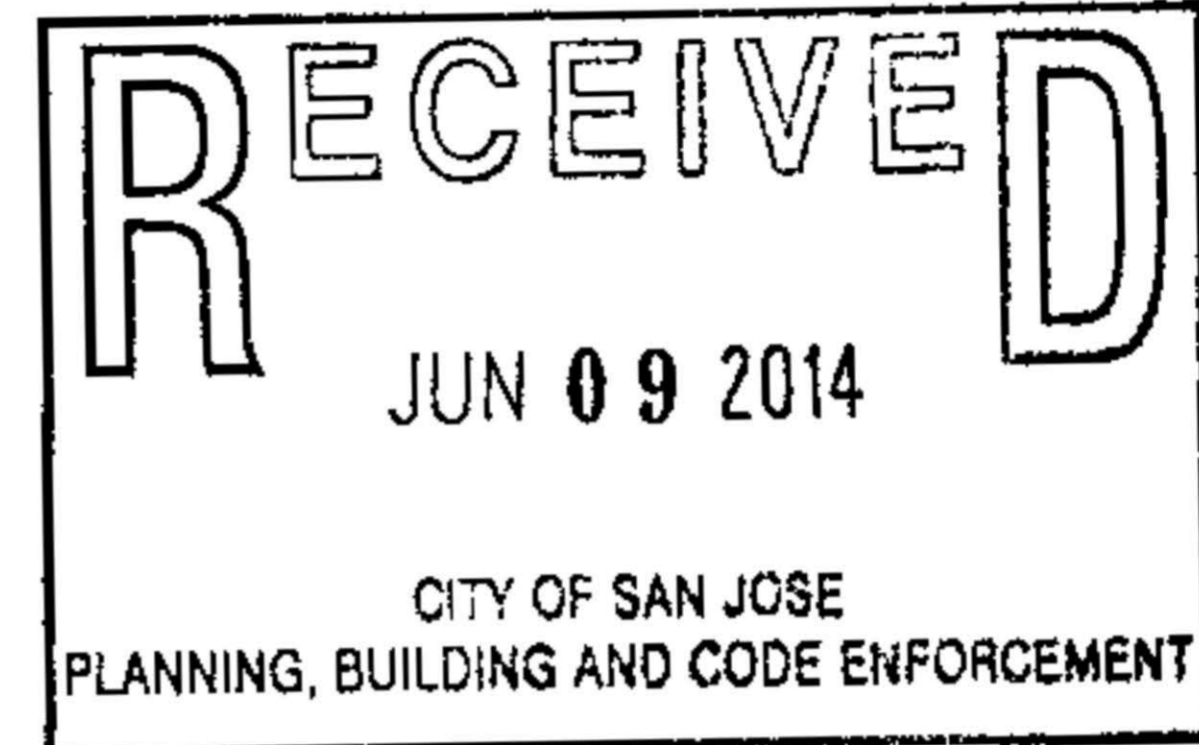 RECEIVED
JUN 09 2014
CITY OF SAN JOSE
PLANNING, BUILDING AND CODE ENFORCEMENT